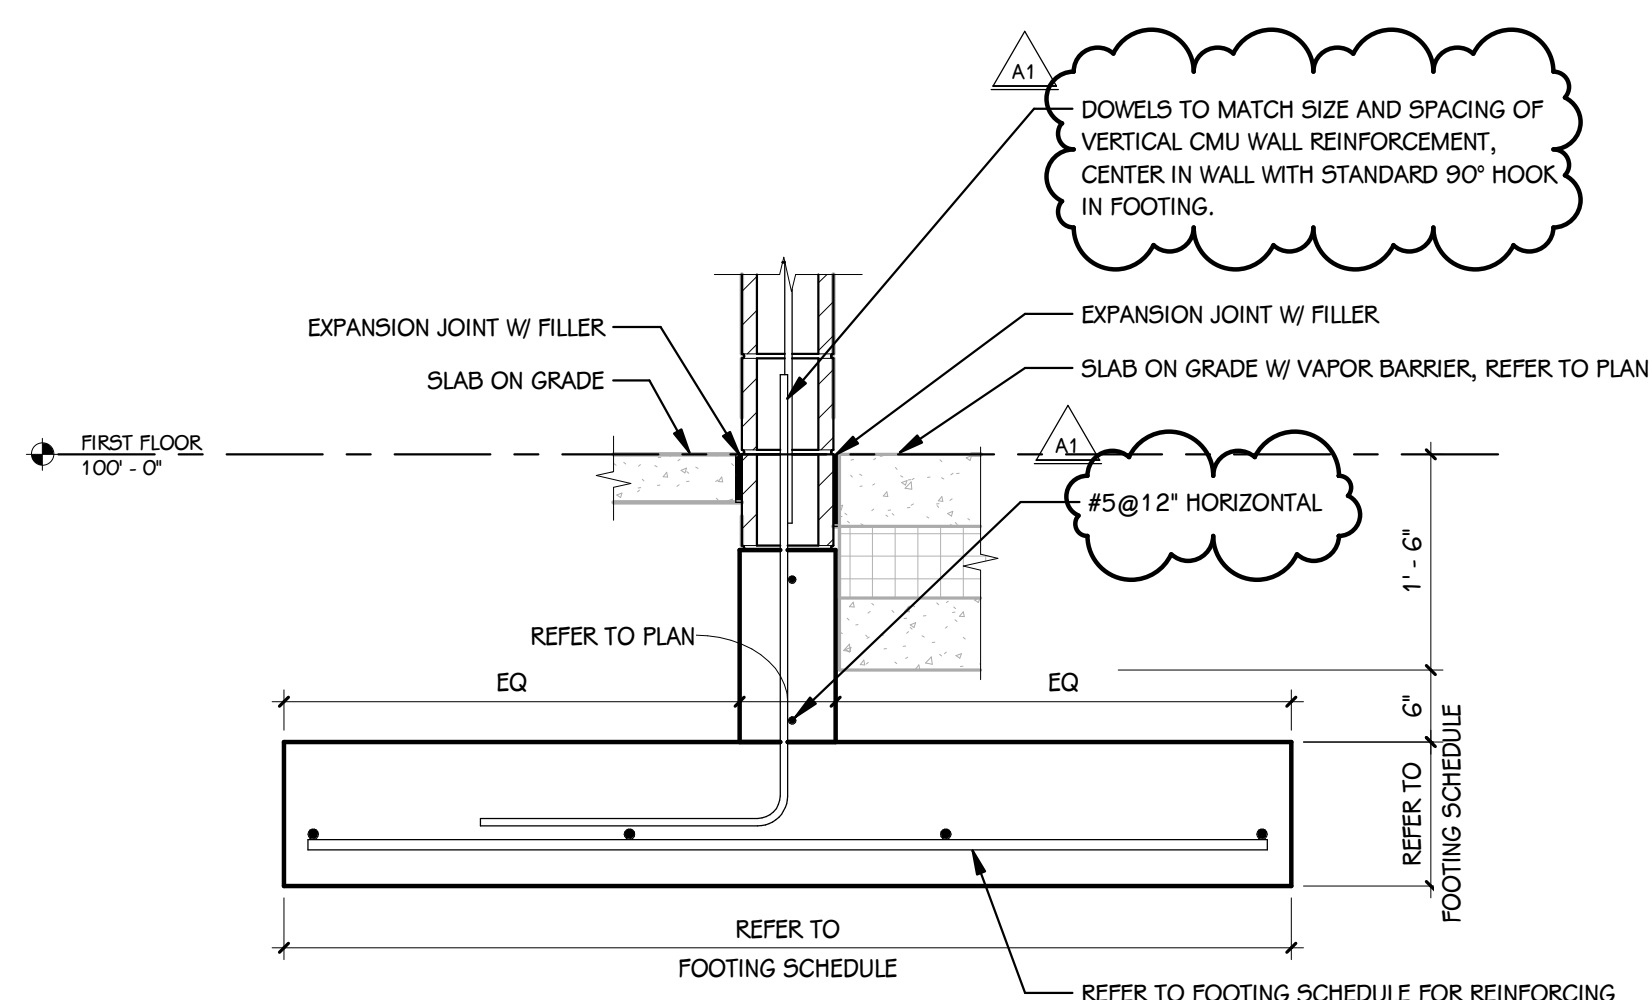 A1
DOWELS TO MATCH SIZE AND SPACING OF
VERTICAL CMU WALL REINFORCEMENT,
CENTER IN WALL WITH STANDARD 90° HOOK
IN FOOTING.
EXPANSION JOINT W/ FILLER
EXPANSION JOINT W/ FILLER
SLAB ON GRADE
SLAB ON GRADE W/ VAPOR BARRIER, REFER TO PLAN
FIRST FLOOR
100' - 0"
A1
#5@12" HORIZONTAL
1' - 6"
REFER TO PLAN
EQ
EQ
6"
REFER TO
FOOTING SCHEDULE
REFER TO
FOOTING SCHEDULE
REFER TO FOOTING SCHEDULE FOR REINFORCING